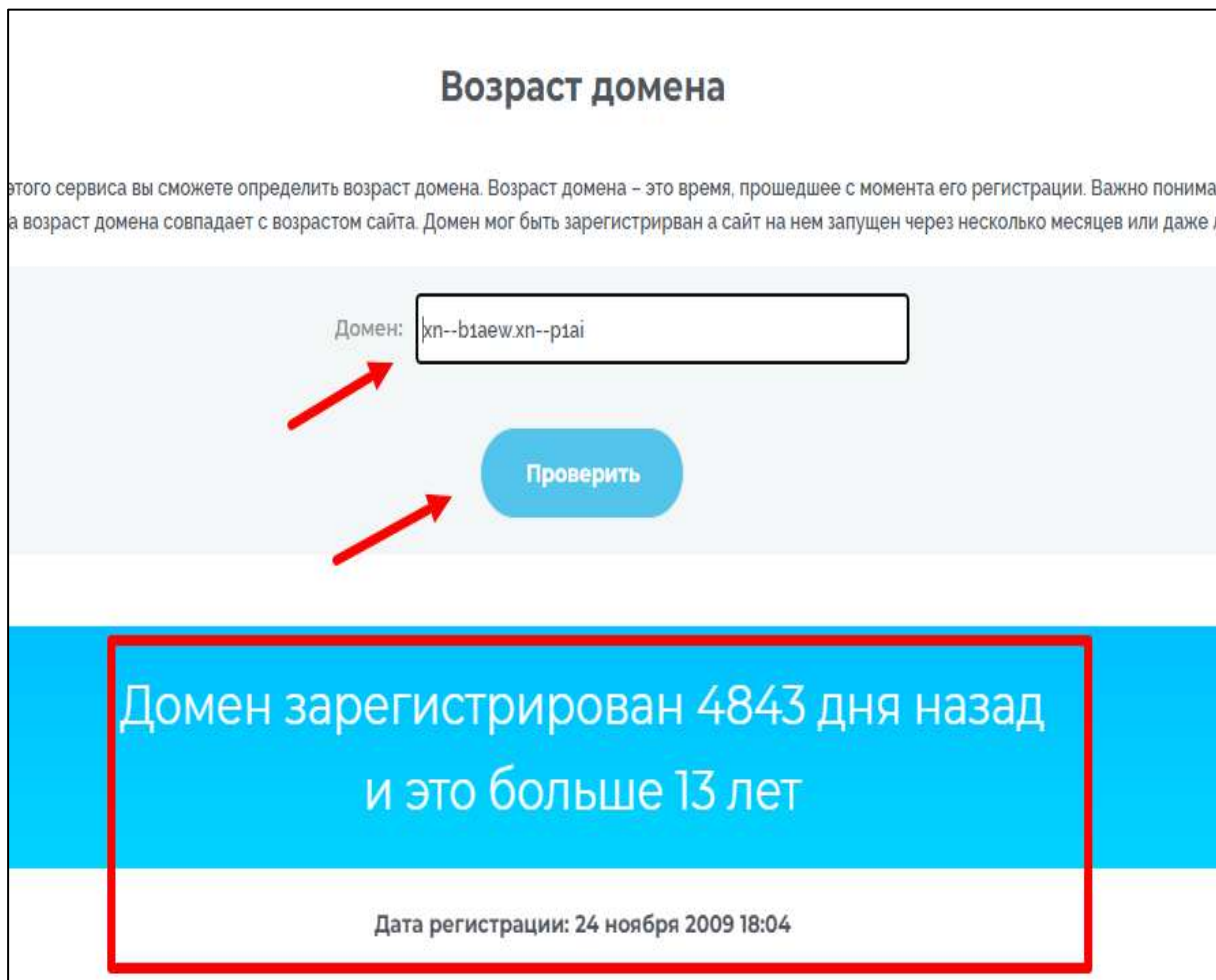 Возраст домена
этого сервиса вы сможете определить возраст домена. Возраст домена – это время, прошедшее с момента его регистрации. Важно понима
а возраст домена совпадает с возрастом сайта. Домен мог быть зарегистрирван а сайт на нем запущен через несколько месяцев или даже л
Домен: xn--b1aew.xn--p1ai
Проверить
Домен зарегистрирован 4843 дня назад
и это больше 13 лет
Дата регистрации: 24 ноября 2009 18:04